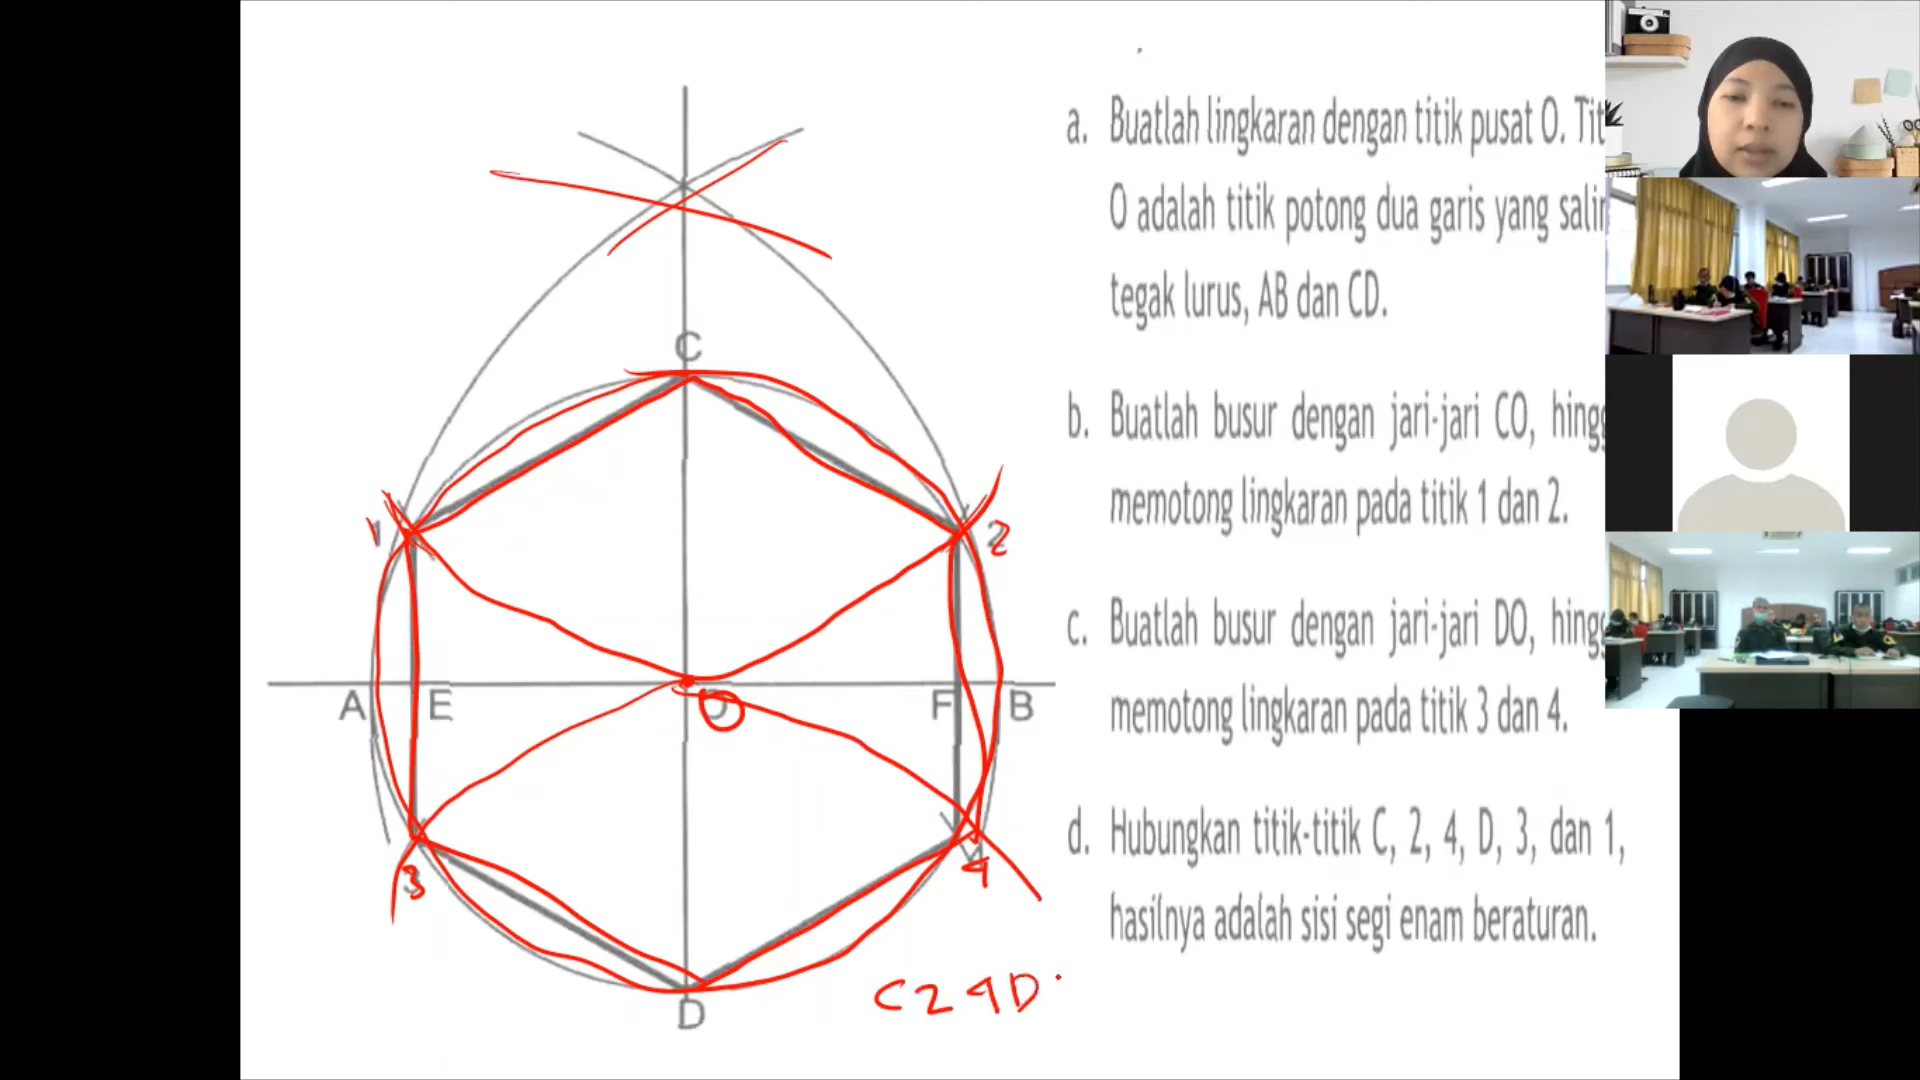 C
1
2
A
E
O
F
B
3
4
D
C24D
a. Buatlah lingkaran dengan titik pusat O. Tit
O adalah titik potong dua garis yang salin
tegak lurus, AB dan CD.
b. Buatlah busur dengan jari-jari CO, hingg
memotong lingkaran pada titik 1 dan 2.
c. Buatlah busur dengan jari-jari DO, hingg
memotong lingkaran pada titik 3 dan 4.
d. Hubungkan titik-titik C, 2, 4, D, 3, dan 1,
hasilnya adalah sisi segi enam beraturan.